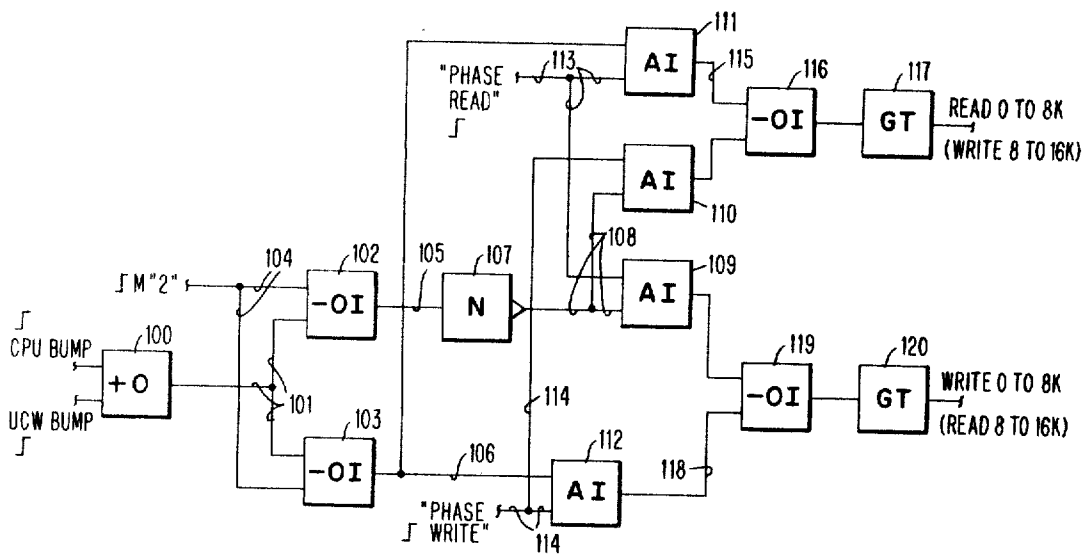 111
AI
115
"PHASE
READ"
113
116
-OI
117
GT
READ 0 TO 8K
(WRITE 8 TO 16K)
AI
110
M"2"
104
102
-OI
105
107
N
108
109
AI
CPU BUMP
100
+O
UCW BUMP
101
103
-OI
106
114
112
AI
118
119
-OI
120
GT
WRITE 0 TO 8K
(READ 8 TO 16K)
"PHASE
WRITE"
114